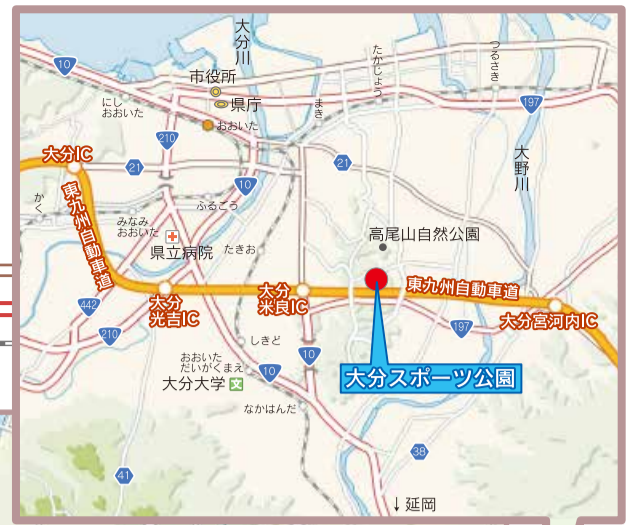 大分川
10
市役所
県庁
たかじょう
つるさき
にし
おおいた
おおいた
まき
197
210
大分IC
21
21
大野川
10
かく
東九州自動車道
ふるごう
みなみ
おおいた
県立病院
たきお
高尾山自然公園
大分
光吉IC
大分
米良IC
東九州自動車道
大分宮河内IC
442
210
197
しきど
10
おおいた
だいがくまえ
大分大学
文
10
大分スポーツ公園
なかはんだ
41
38
↓延岡